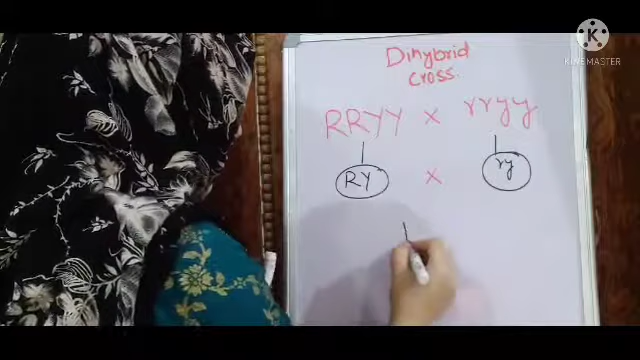 Dihybrid
cross.
RRYY x rryy
RY x ry
KINEMASTER